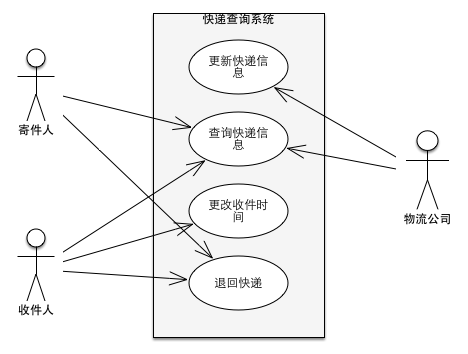 快递查询系统
更新快递信
息
寄件人
查询快递信
息
物流公司
更改收件时
间
退回快递
收件人